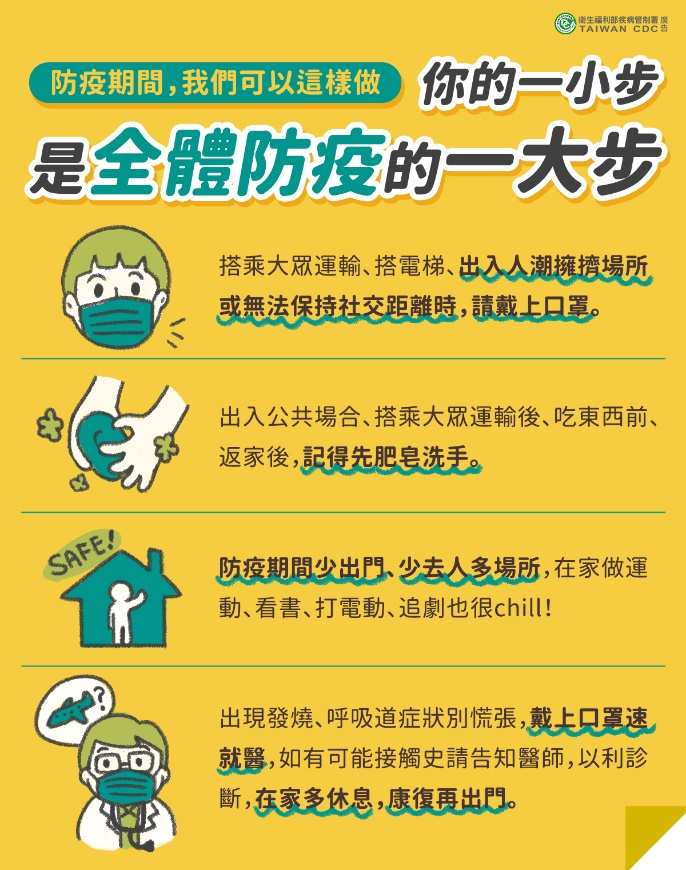 衛生福利部疾病管制署
TAIWAN CDC
廣告
防疫期間,我們可以這樣做
你的一小步
是全體防疫的一大步
搭乘大眾運輸、搭電梯、出入人潮擁擠場所
或無法保持社交距離時,請戴上口罩。
出入公共場合、搭乘大眾運輸後、吃東西前、
返家後,記得先肥皂洗手。
SAFE!
防疫期間少出門、少去人多場所,在家做運
動、看書、打電動、追劇也很chill!
?
出現發燒、呼吸道症狀別慌張,戴上口罩速
就醫,如有可能接觸史請告知醫師,以利診
斷,在家多休息,康復再出門。